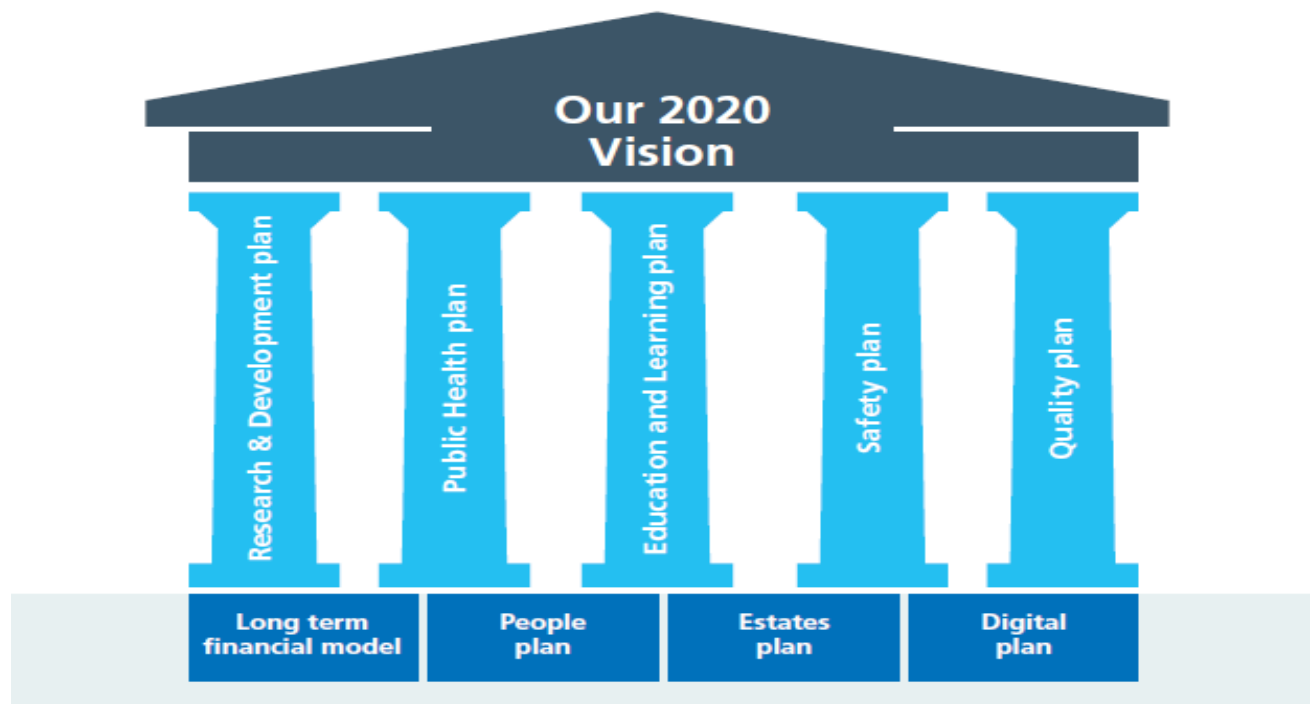 Our 2020
Vision
Research & Development plan
Public Health plan
Education and Learning plan
Safety plan
Quality plan
Long term
financial model
People
plan
Estates
plan
Digital
plan